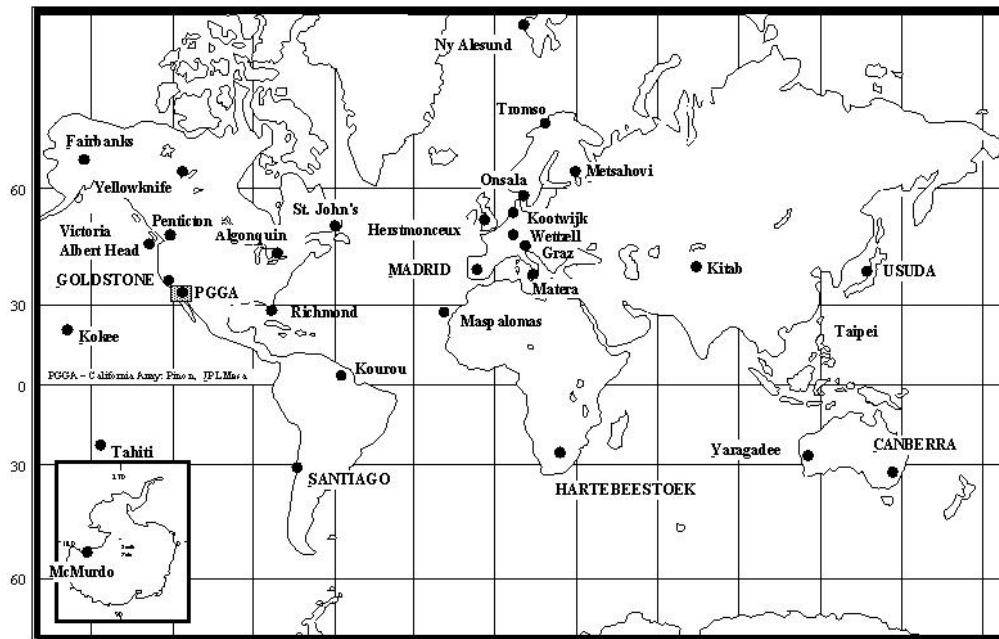 Ny Alesund
Tromso
Fairbanks
Metsahovi
Yellowknife
Onsala
60
St. John's
Kootwijk
Penticton
Herstmonceux
Victoria
Algonquin
Wettzell
Albert Head
Graz
MADRID
Kitab
USUDA
GOLDSTONE
PGGA
Matera
30
Richmond
Maspalomas
Kokee
Taipei
Kourou
PGGA - California Array: Pinon, JPL Mesa
0
Tahiti
Yaragadee
CANBERRA
30
SANTIAGO
HARTEBEESTOEK
McMurdo
60